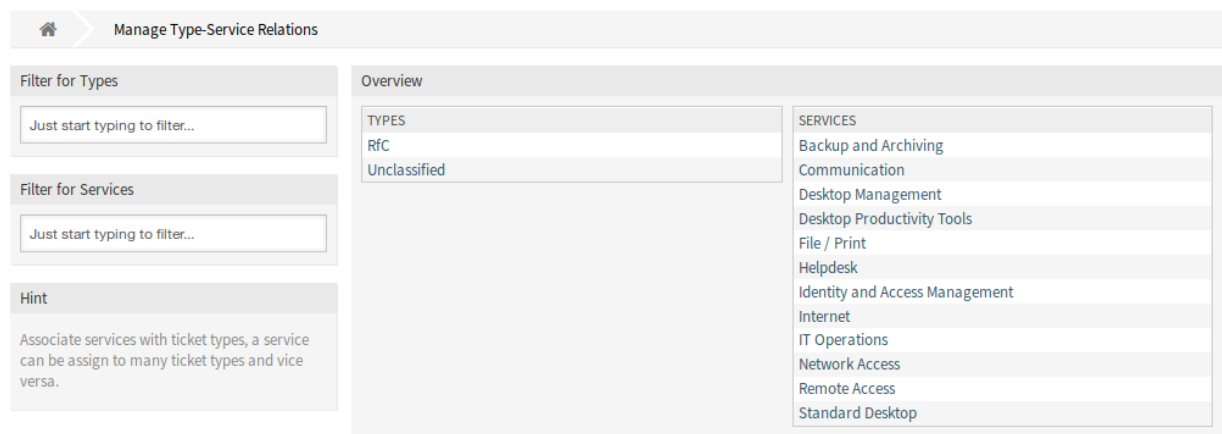 Manage Type-Service Relations
Filter for Types
Just start typing to filter...
Filter for Services
Just start typing to filter...
Hint
Associate services with ticket types, a service
can be assign to many ticket types and vice
versa.
Overview
TYPES
RfC
Unclassified
SERVICES
Backup and Archiving
Communication
Desktop Management
Desktop Productivity Tools
File / Print
Helpdesk
Identity and Access Management
Internet
IT Operations
Network Access
Remote Access
Standard Desktop